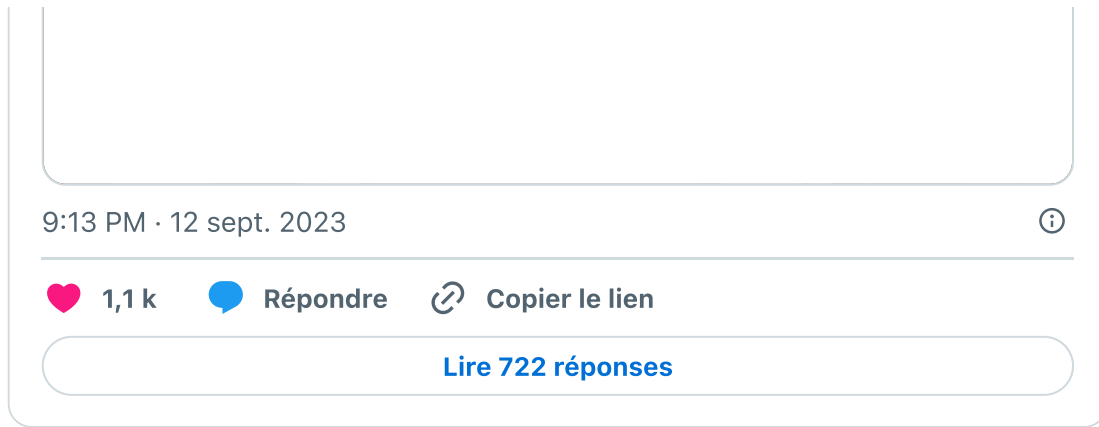 9:13 PM · 12 sept. 2023
1,1 k Répondre Copier le lien
Lire 722 réponses